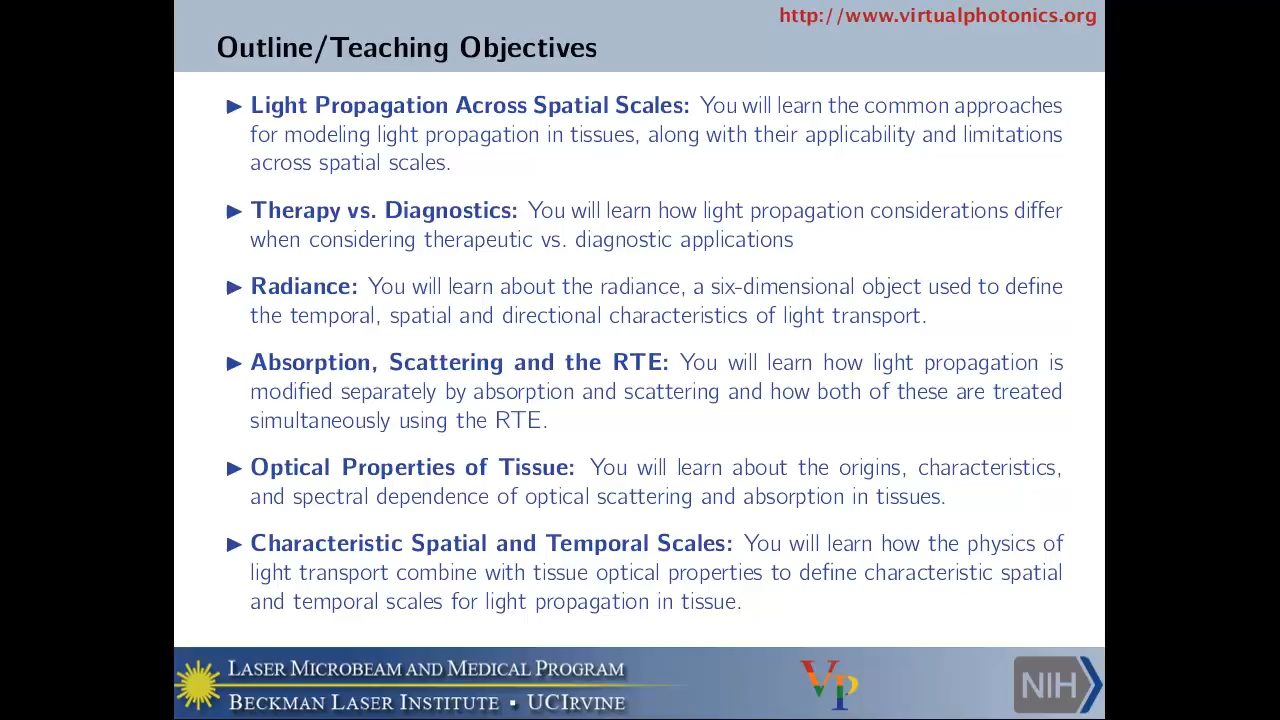 http://www.virtualphotonics.org
Outline/Teaching Objectives
Light Propagation Across Spatial Scales: You will learn the common approaches
for modeling light propagation in tissues, along with their applicability and limitations
across spatial scales.
Therapy vs. Diagnostics: You will learn how light propagation considerations differ
when considering therapeutic vs. diagnostic applications
Radiance: You will learn about the radiance, a six-dimensional object used to define
the temporal, spatial and directional characteristics of light transport.
Absorption, Scattering and the RTE: You will learn how light propagation is
modified separately by absorption and scattering and how both of these are treated
simultaneously using the RTE.
Optical Properties of Tissue: You will learn about the origins, characteristics,
and spectral dependence of optical scattering and absorption in tissues.
Characteristic Spatial and Temporal Scales: You will learn how the physics of
light transport combine with tissue optical properties to define characteristic spatial
and temporal scales for light propagation in tissue.
LASER MICROBEAM AND MEDICAL PROGRAM
BECKMAN LASER INSTITUTE ▪ UCIRVINE
VP
NIH